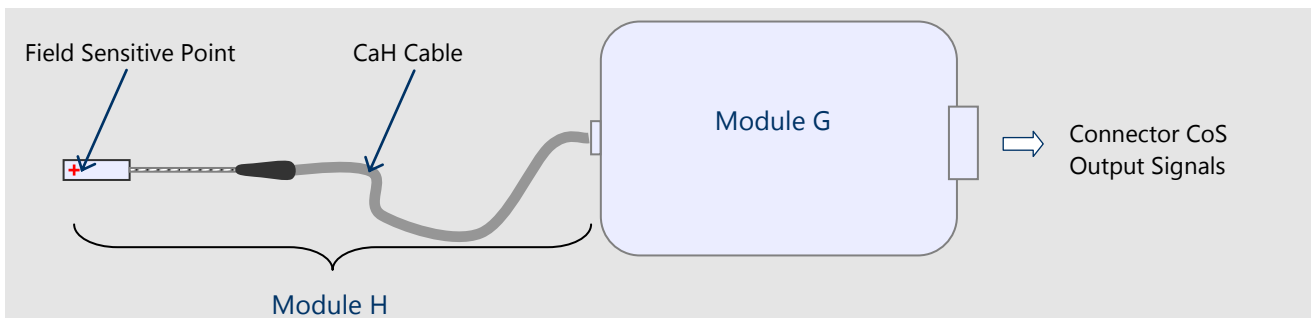 Field Sensitive Point
CaH Cable
Module G
Connector CoS
Output Signals
Module H